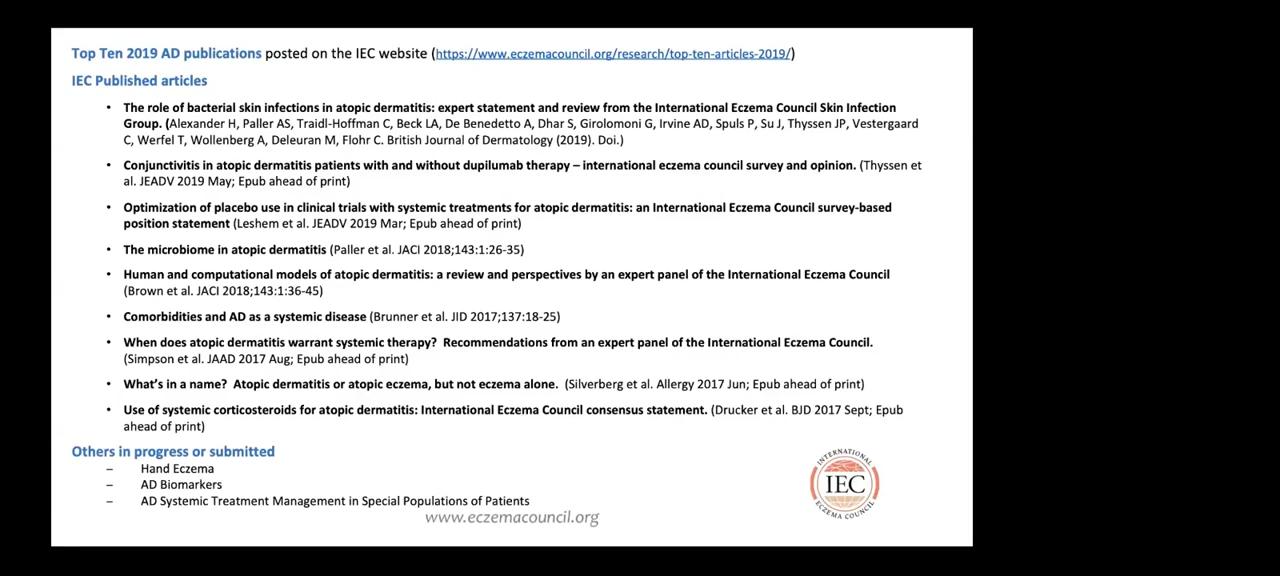 Top Ten 2019 AD publications posted on the IEC website (https://www.eczemacouncil.org/research/top-ten-articles-2019/)
IEC Published articles
• The role of bacterial skin infections in atopic dermatitis: expert statement and review from the International Eczema Council Skin Infection
Group. (Alexander H, Paller AS, Traidl-Hoffman C, Beck LA, De Benedetto A, Dhar S, Girolomoni G, Irvine AD, Spuls P, Su J, Thyssen JP, Vestergaard
C, Werfel T, Wollenberg A, Deleuran M, Flohr C. British Journal of Dermatology (2019). Doi.)
• Conjunctivitis in atopic dermatitis patients with and without dupilumab therapy – international eczema council survey and opinion. (Thyssen et
al. JEADV 2019 May; Epub ahead of print)
• Optimization of placebo use in clinical trials with systemic treatments for atopic dermatitis: an International Eczema Council survey-based
position statement (Leshem et al. JEADV 2019 Mar; Epub ahead of print)
• The microbiome in atopic dermatitis (Paller et al. JACI 2018;143:1:26-35)
• Human and computational models of atopic dermatitis: a review and perspectives by an expert panel of the International Eczema Council
(Brown et al. JACI 2018;143:1:36-45)
• Comorbidities and AD as a systemic disease (Brunner et al. JID 2017;137:18-25)
• When does atopic dermatitis warrant systemic therapy? Recommendations from an expert panel of the International Eczema Council.
(Simpson et al. JAAD 2017 Aug; Epub ahead of print)
• What's in a name? Atopic dermatitis or atopic eczema, but not eczema alone. (Silverberg et al. Allergy 2017 Jun; Epub ahead of print)
• Use of systemic corticosteroids for atopic dermatitis: International Eczema Council consensus statement. (Drucker et al. BJD 2017 Sept; Epub
ahead of print)
Others in progress or submitted
– Hand Eczema
– AD Biomarkers
– AD Systemic Treatment Management in Special Populations of Patients
www.eczemacouncil.org
INTERNATIONAL
IEC
ECZEMA COUNCIL